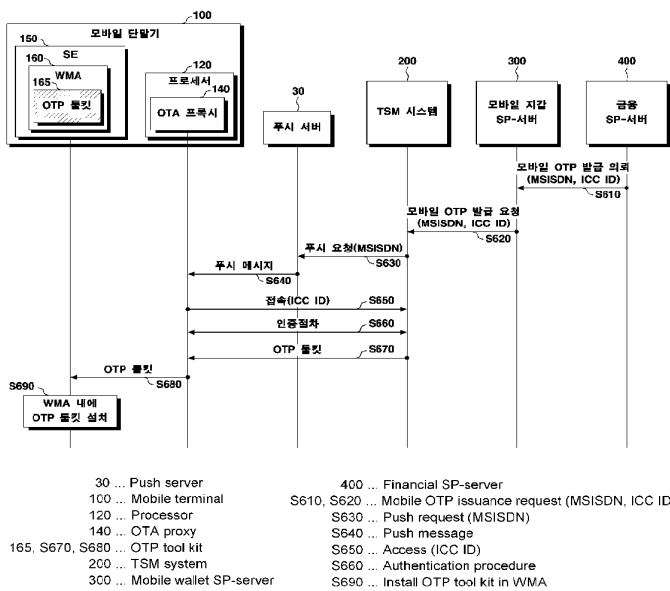 100
모바일 단말기
150
SE
160
WMA
165
OTP 툴킷
120
프로세서
140
OTA 프록시
30
푸시 서버
200
TSM 시스템
300
모바일 지갑
SP-서버
400
금융
SP-서버
모바일 OTP 발급 의뢰
(MSISDN, ICC ID)
S610
모바일 OTP 발급 요청
(MSISDN, ICC ID)
S620
푸시 요청(MSISDN)
S630
푸시 메시지
S640
접속(ICC ID)
S650
인증절차
S660
OTP 툴킷
S670
OTP 툴킷
S680
S690
WMA 내에
OTP 툴킷 설치
30 ... Push server
100 ... Mobile terminal
120 ... Processor
140 ... OTA proxy
165, S670, S680 ... OTP tool kit
200 ... TSM system
300 ... Mobile wallet SP-server
400 ... Financial SP-server
S610, S620 ... Mobile OTP issuance request (MSISDN, ICC ID
S630 ... Push request (MSISDN)
S640 ... Push message
S650 ... Access (ICC ID)
S660 ... Authentication procedure
S690 ... Install OTP tool kit in WMA